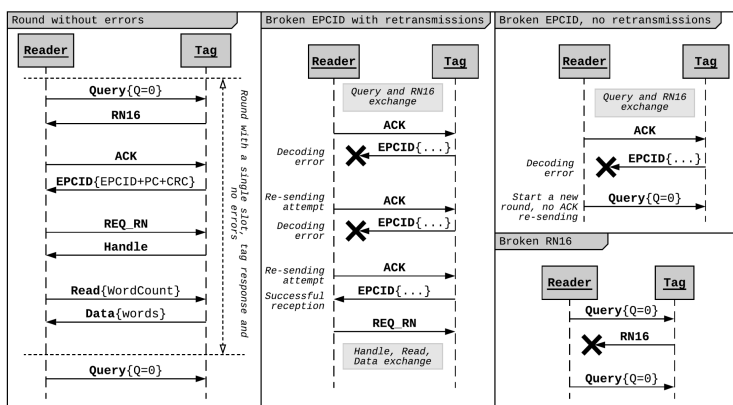 Round without errors
Reader
Tag
Query{Q=0}
RN16
ACK
EPCID{EPCID+PC+CRC}
REQ_RN
Handle
Read{WordCount}
Data{words}
Query{Q=0}
Round with a single slot, tag response and
no errors
Broken EPCID with retransmissions
Reader
Tag
Query and RN16
exchange
ACK
Decoding
error
EPCID{...}
Re-sending
attempt
ACK
Decoding
error
EPCID{...}
Re-sending
attempt
ACK
Successful
reception
EPCID{...}
REQ_RN
Handle, Read,
Data exchange
Broken EPCID, no retransmissions
Reader
Tag
Query and RN16
exchange
ACK
Decoding
error
EPCID{...}
Start a new
round, no ACK
re-sending
Query{Q=0}
Broken RN16
Reader
Tag
Query{Q=0}
RN16
Query{Q=0}